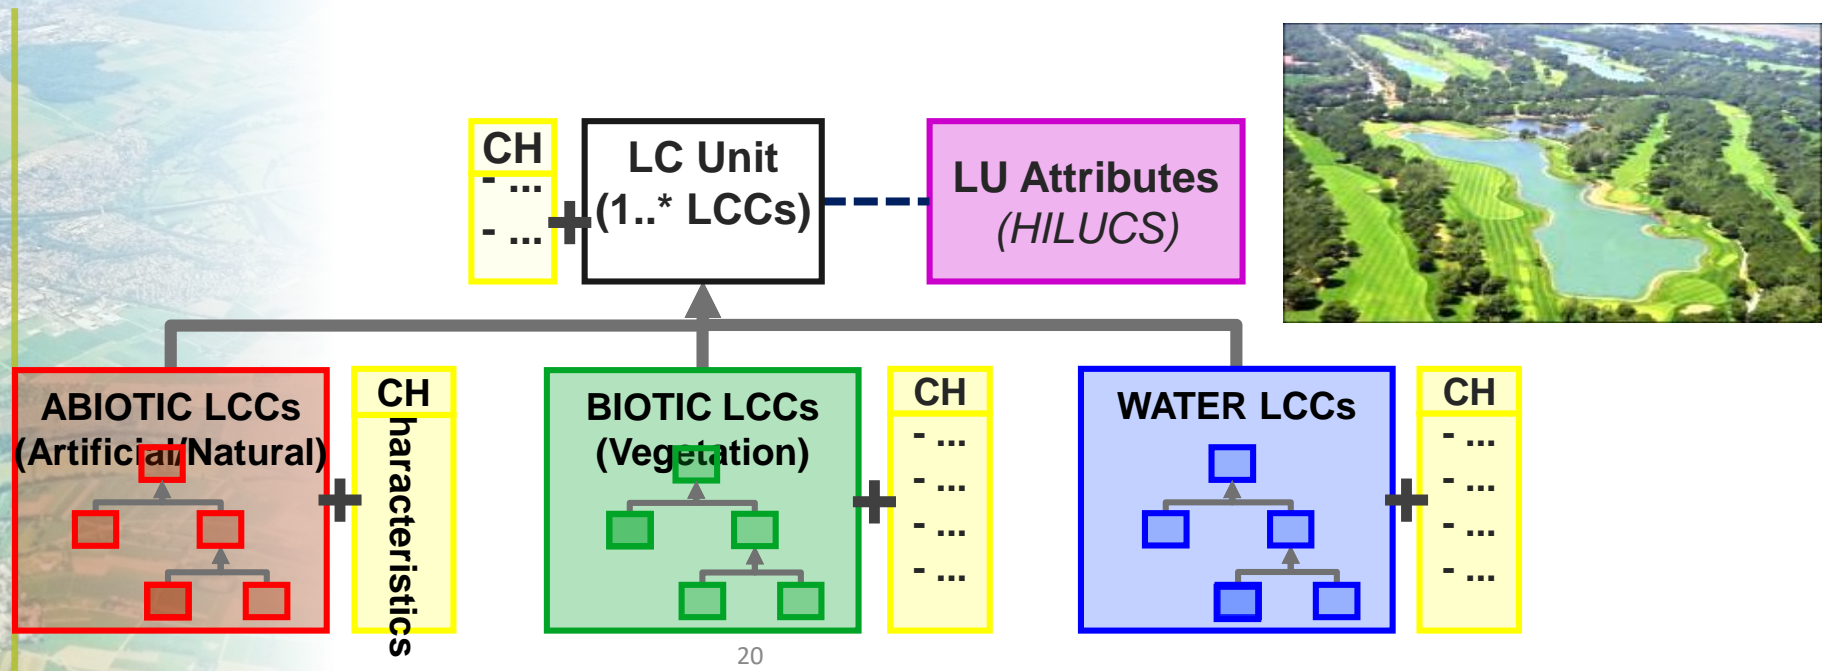 CH
- ...
- ...
LC Unit
(1..* LCCs)
LU Attributes
(HILUCS)
ABIOTIC LCCs
(Artificial/Natural)
CH
haracteristics
BIOTIC LCCs
(Vegetation)
CH
- ...
- ...
- ...
- ...
WATER LCCs
CH
- ...
- ...
- ...
- ...
20